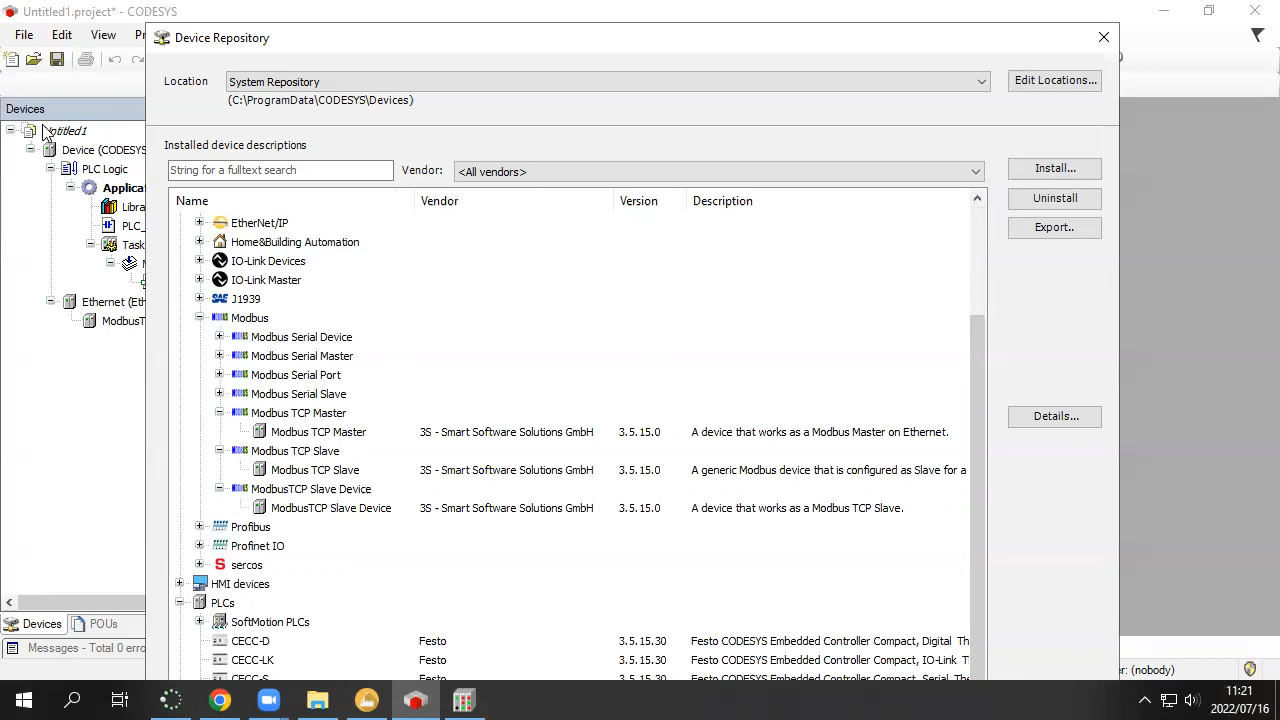 Untitled1.project* - CODESYS
File Edit View
Device Repository
Location System Repository Edit Locations...
(C:\ProgramData\CODESYS\Devices)
Devices
Device (CODESYS
PLC Logic
Libra
PLC_
Task
Ethernet (Eth
ModbusT
Devices POUs
Messages - Total 0 erro
Installed device descriptions
String for a fulltext search Vendor: <All vendors> Install...
Uninstall
Export..
Details...
Name Vendor Version Description
EtherNet/IP
Home&Building Automation
IO-Link Devices
IO-Link Master
SAE J1939
Modbus
Modbus Serial Device
Modbus Serial Master
Modbus Serial Port
Modbus Serial Slave
Modbus TCP Master
Modbus TCP Master 3S - Smart Software Solutions GmbH 3.5.15.0 A device that works as a Modbus Master on Ethernet.
Modbus TCP Slave
Modbus TCP Slave 3S - Smart Software Solutions GmbH 3.5.15.0 A generic Modbus device that is configured as Slave for a
ModbusTCP Slave Device
ModbusTCP Slave Device 3S - Smart Software Solutions GmbH 3.5.15.0 A device that works as a Modbus TCP Slave.
Profibus
Profinet IO
sercos
HMI devices
PLCs
SoftMotion PLCs
CECC-D Festo 3.5.15.30 Festo CODESYS Embedded Controller Compact, Digital Th
CECC-LK Festo 3.5.15.30 Festo CODESYS Embedded Controller Compact, IO-Link T
er: (nobody)
11:21
2022/07/16